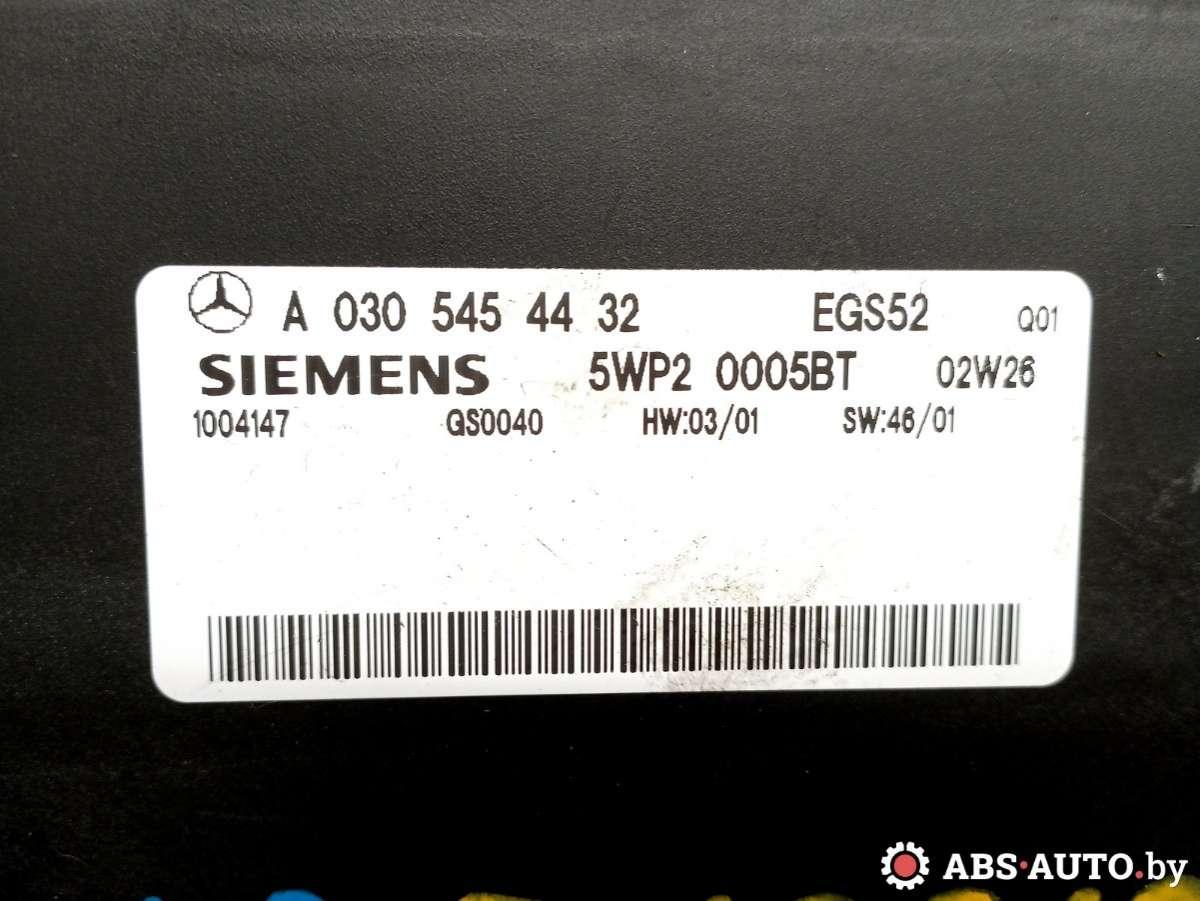 A 030 545 44 32 EGS52 Q01
SIEMENS 5WP2 0005BT 02W26
1004147 GS0040 HW:03/01 SW:46/01
ABS-AUTO.by